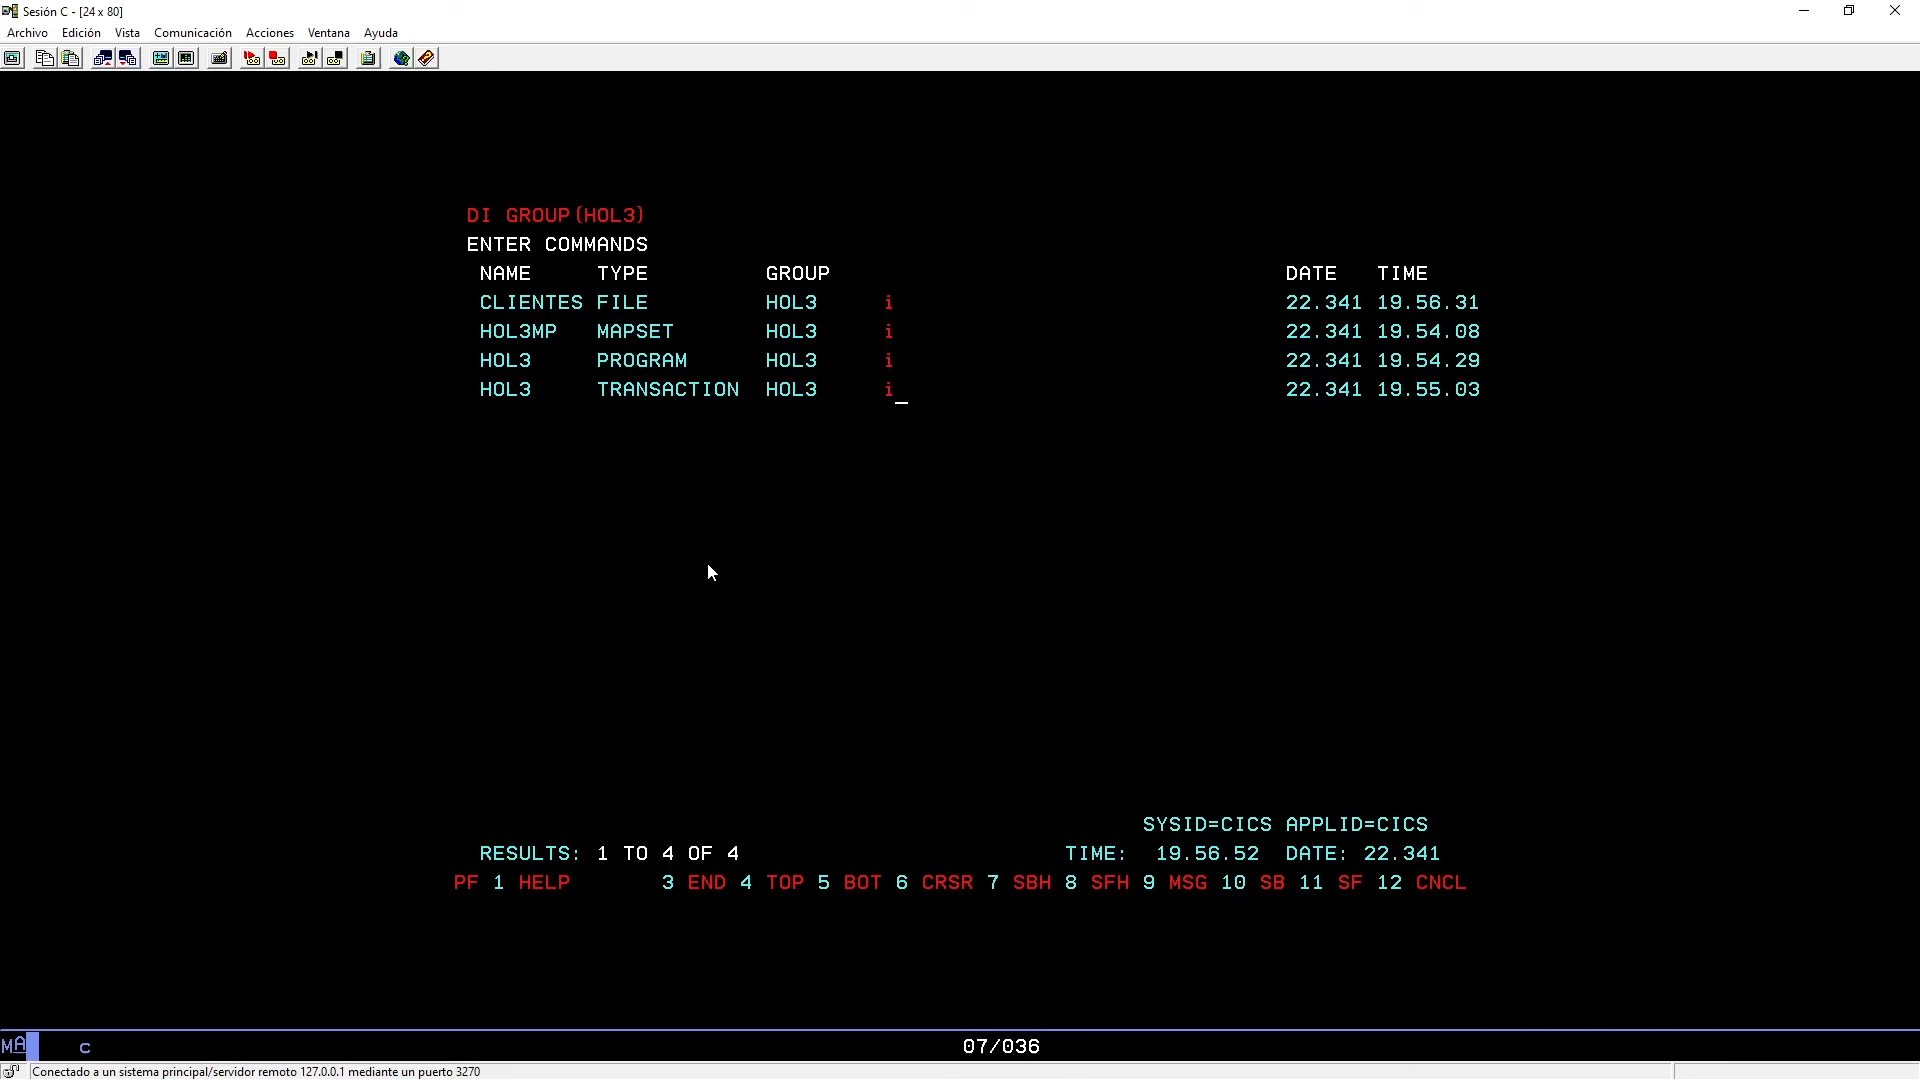 Sesión C - [24 x 80]
Archivo Edición Vista Comunicación Acciones Ventana Ayuda
DI GROUP(HOL3)
ENTER COMMANDS
NAME TYPE GROUP DATE TIME
CLIENTES FILE HOL3 i 22.341 19.56.31
HOL3MP MAPSET HOL3 i 22.341 19.54.08
HOL3 PROGRAM HOL3 i 22.341 19.54.29
HOL3 TRANSACTION HOL3 i_ 22.341 19.55.03
SYSID=CICS APPLID=CICS
RESULTS: 1 TO 4 OF 4 TIME: 19.56.52 DATE: 22.341
PF 1 HELP 3 END 4 TOP 5 BOT 6 CRSR 7 SBH 8 SFH 9 MSG 10 SB 11 SF 12 CNCL
MA c 07/036
Conectado a un sistema principal/servidor remoto 127.0.0.1 mediante un puerto 3270